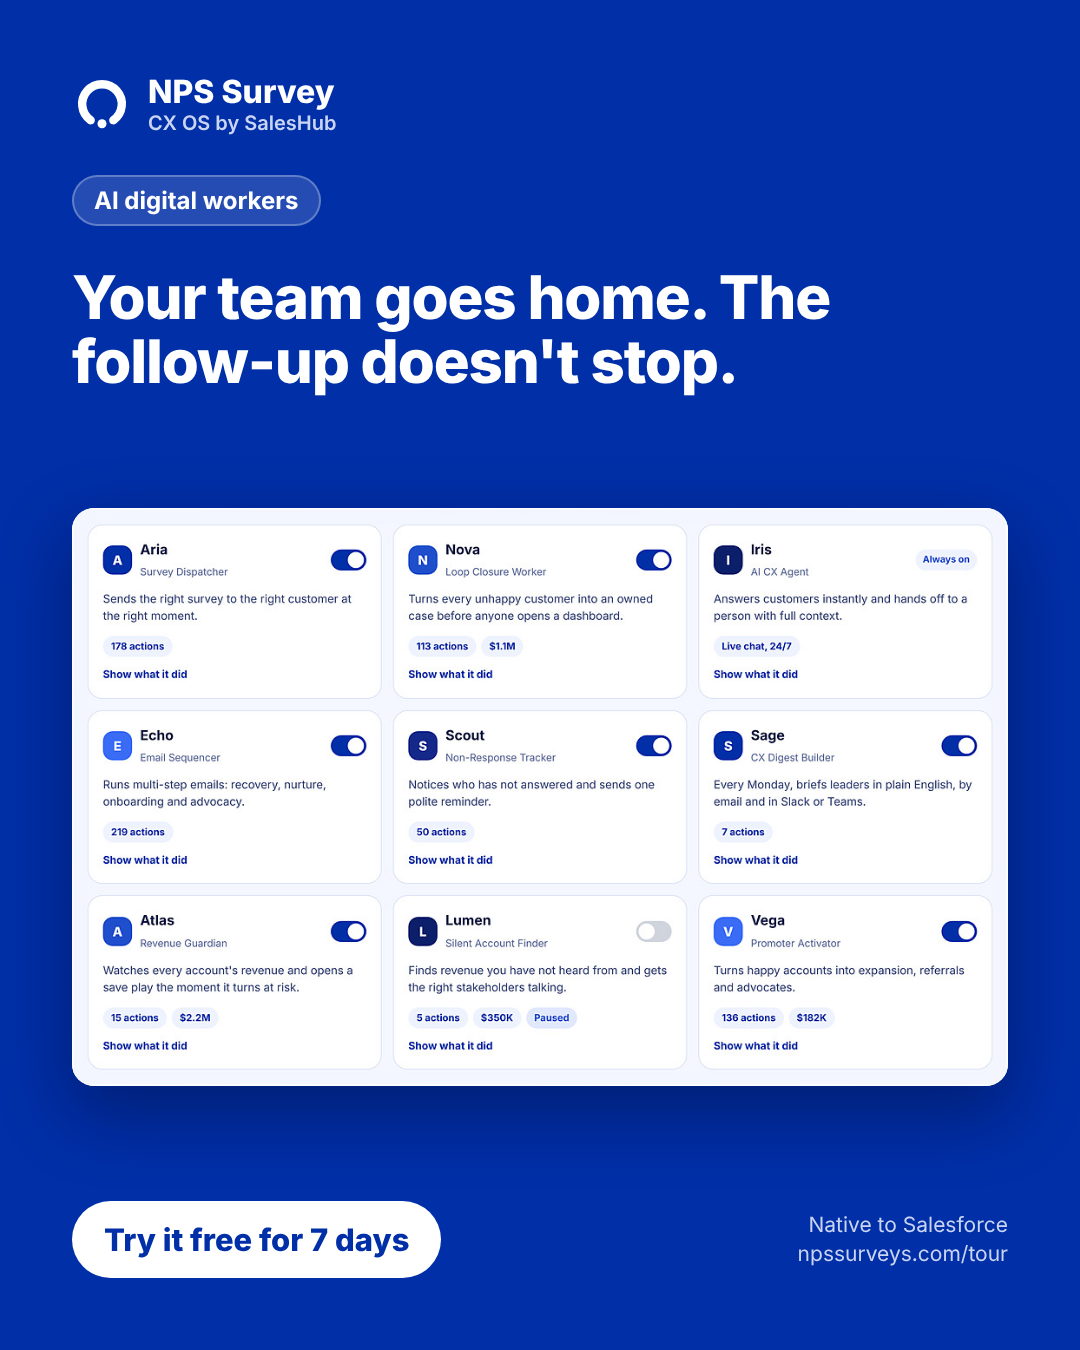 NPS Survey
CX OS by SalesHub
AI digital workers
Your team goes home. The
follow-up doesn't stop.
A
Aria
Survey Dispatcher
Sends the right survey to the right customer at
the right moment.
178 actions
Show what it did
N
Nova
Loop Closure Worker
Turns every unhappy customer into an owned
case before anyone opens a dashboard.
113 actions
$1.1M
Show what it did
I
Iris
AI CX Agent
Always on
Answers customers instantly and hands off to a
person with full context.
Live chat, 24/7
Show what it did
E
Echo
Email Sequencer
Runs multi-step emails: recovery, nurture,
onboarding and advocacy.
219 actions
Show what it did
S
Scout
Non-Response Tracker
Notices who has not answered and sends one
polite reminder.
50 actions
Show what it did
S
Sage
CX Digest Builder
Every Monday, briefs leaders in plain English, by
email and in Slack or Teams.
7 actions
Show what it did
A
Atlas
Revenue Guardian
Watches every account's revenue and opens a
save play the moment it turns at risk.
15 actions
$2.2M
Show what it did
L
Lumen
Silent Account Finder
Finds revenue you have not heard from and gets
the right stakeholders talking.
5 actions
$350K
Paused
Show what it did
V
Vega
Promoter Activator
Turns happy accounts into expansion, referrals
and advocates.
136 actions
$182K
Show what it did
Try it free for 7 days
Native to Salesforce
npssurveys.com/tour